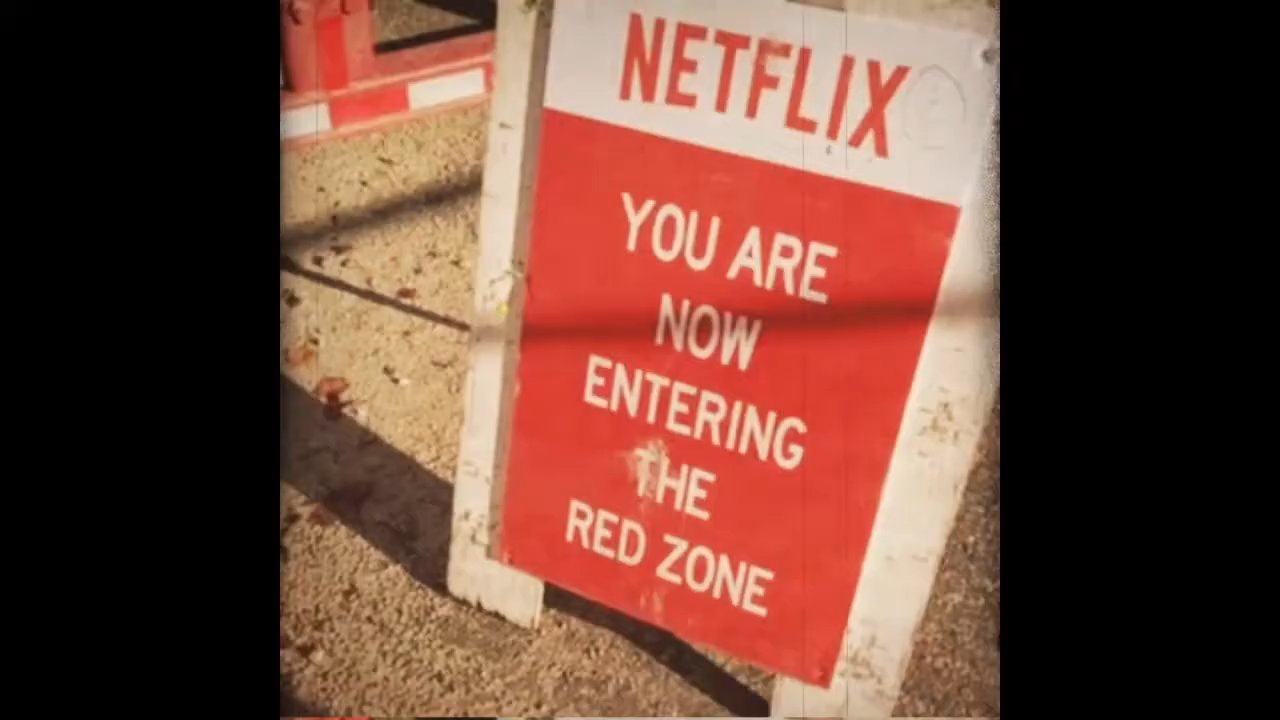 NETFLIX
YOU ARE
NOW
ENTERING
THE
RED ZONE